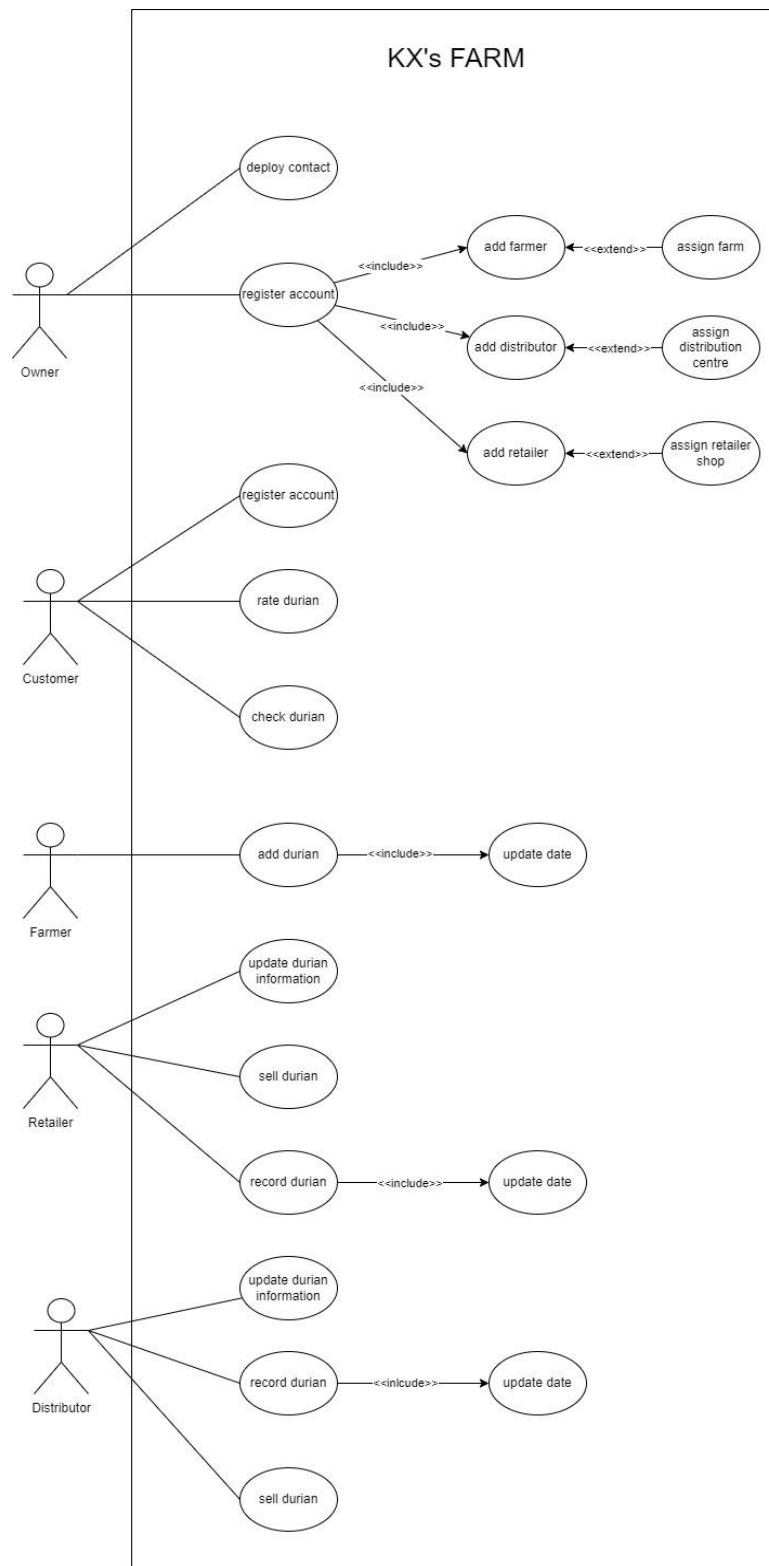 KX's FARM
deploy contact
add farmer
<<extend>>
assign farm
<<include>>
register account
<<include>>
add distributor
<<extend>>
assign
distribution
centre
Owner
<<include>>
add retailer
<<extend>>
assign retailer
shop
register account
rate durian
Customer
check durian
add durian
<<include>>
update date
Farmer
update durian
information
sell durian
Retailer
record durian
<<include>>
update date
update durian
information
record durian
<<inlcude>>
update date
Distributor
sell durian